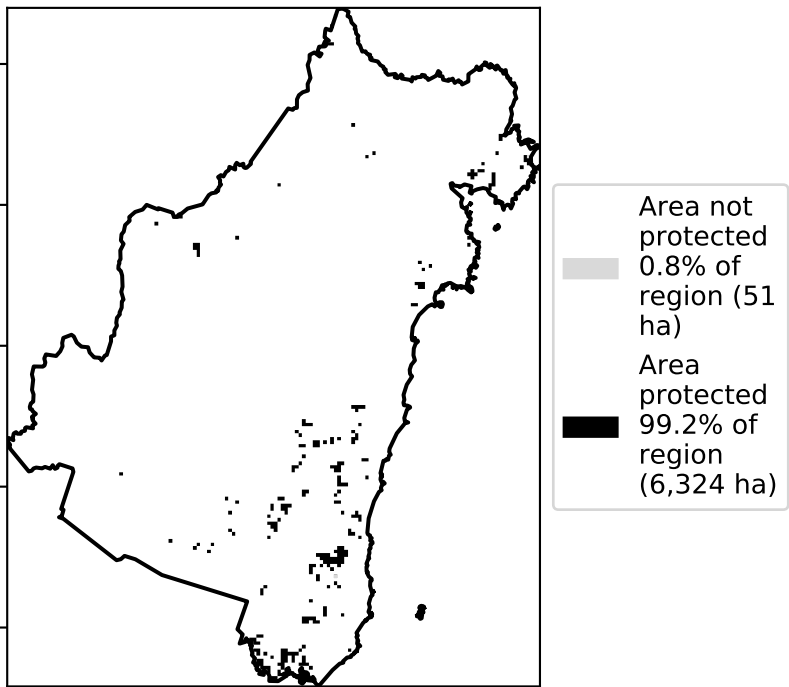 Area not
protected
0.8% of
region (51
ha)
Area
protected
99.2% of
region
(6,324 ha)